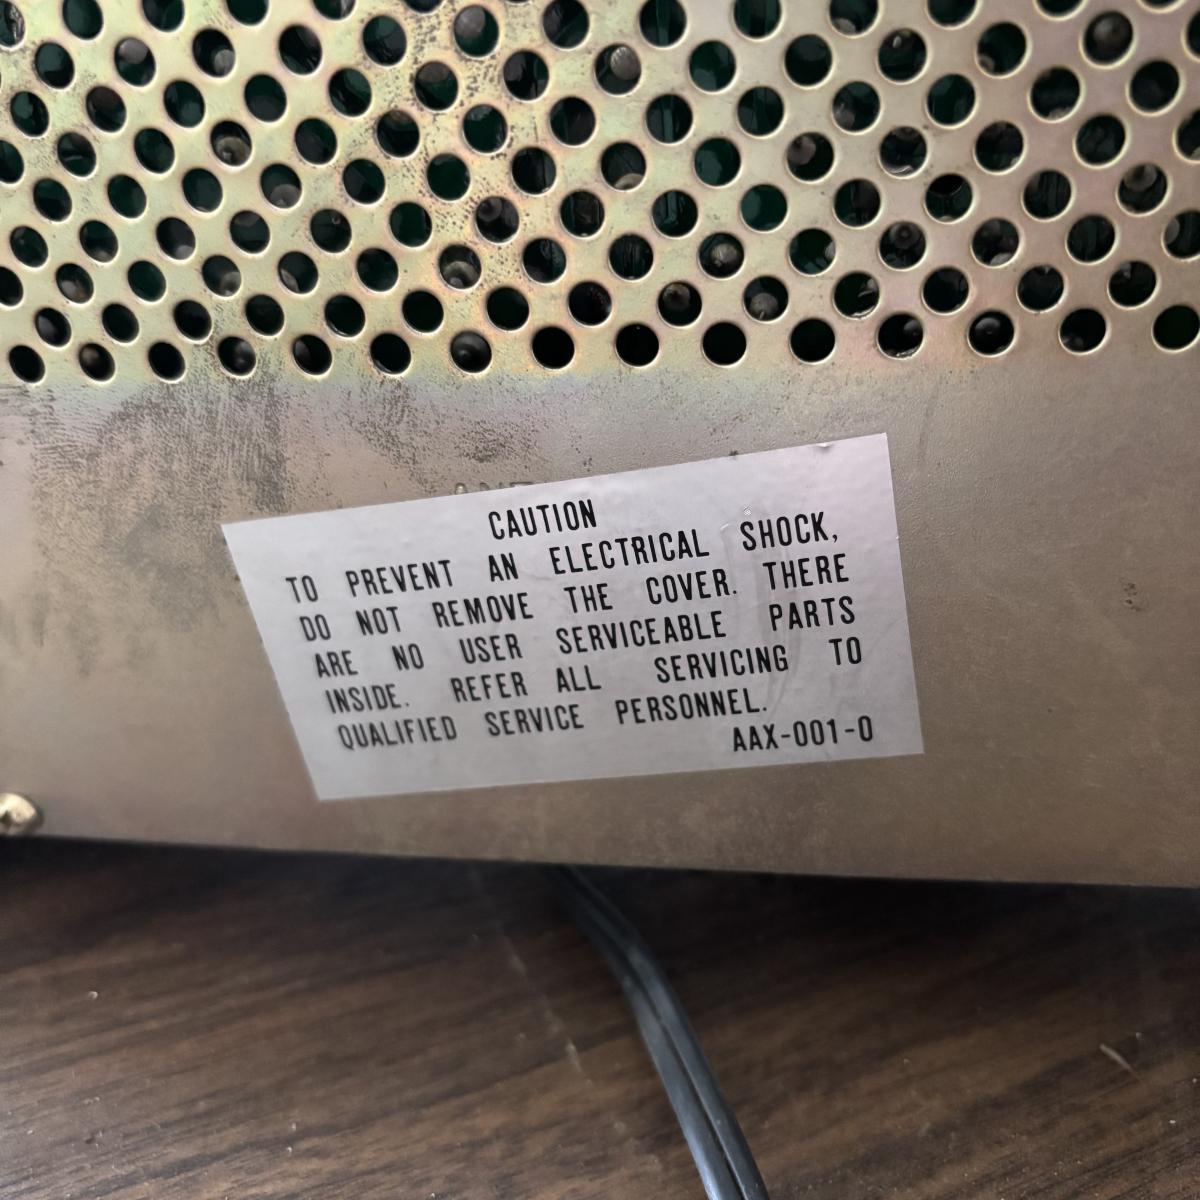 CAUTION
TO PREVENT AN ELECTRICAL SHOCK,
DO NOT REMOVE THE COVER. THERE
ARE NO USER SERVICEABLE PARTS
INSIDE. REFER ALL SERVICING TO
QUALIFIED SERVICE PERSONNEL.
AAX-001-0